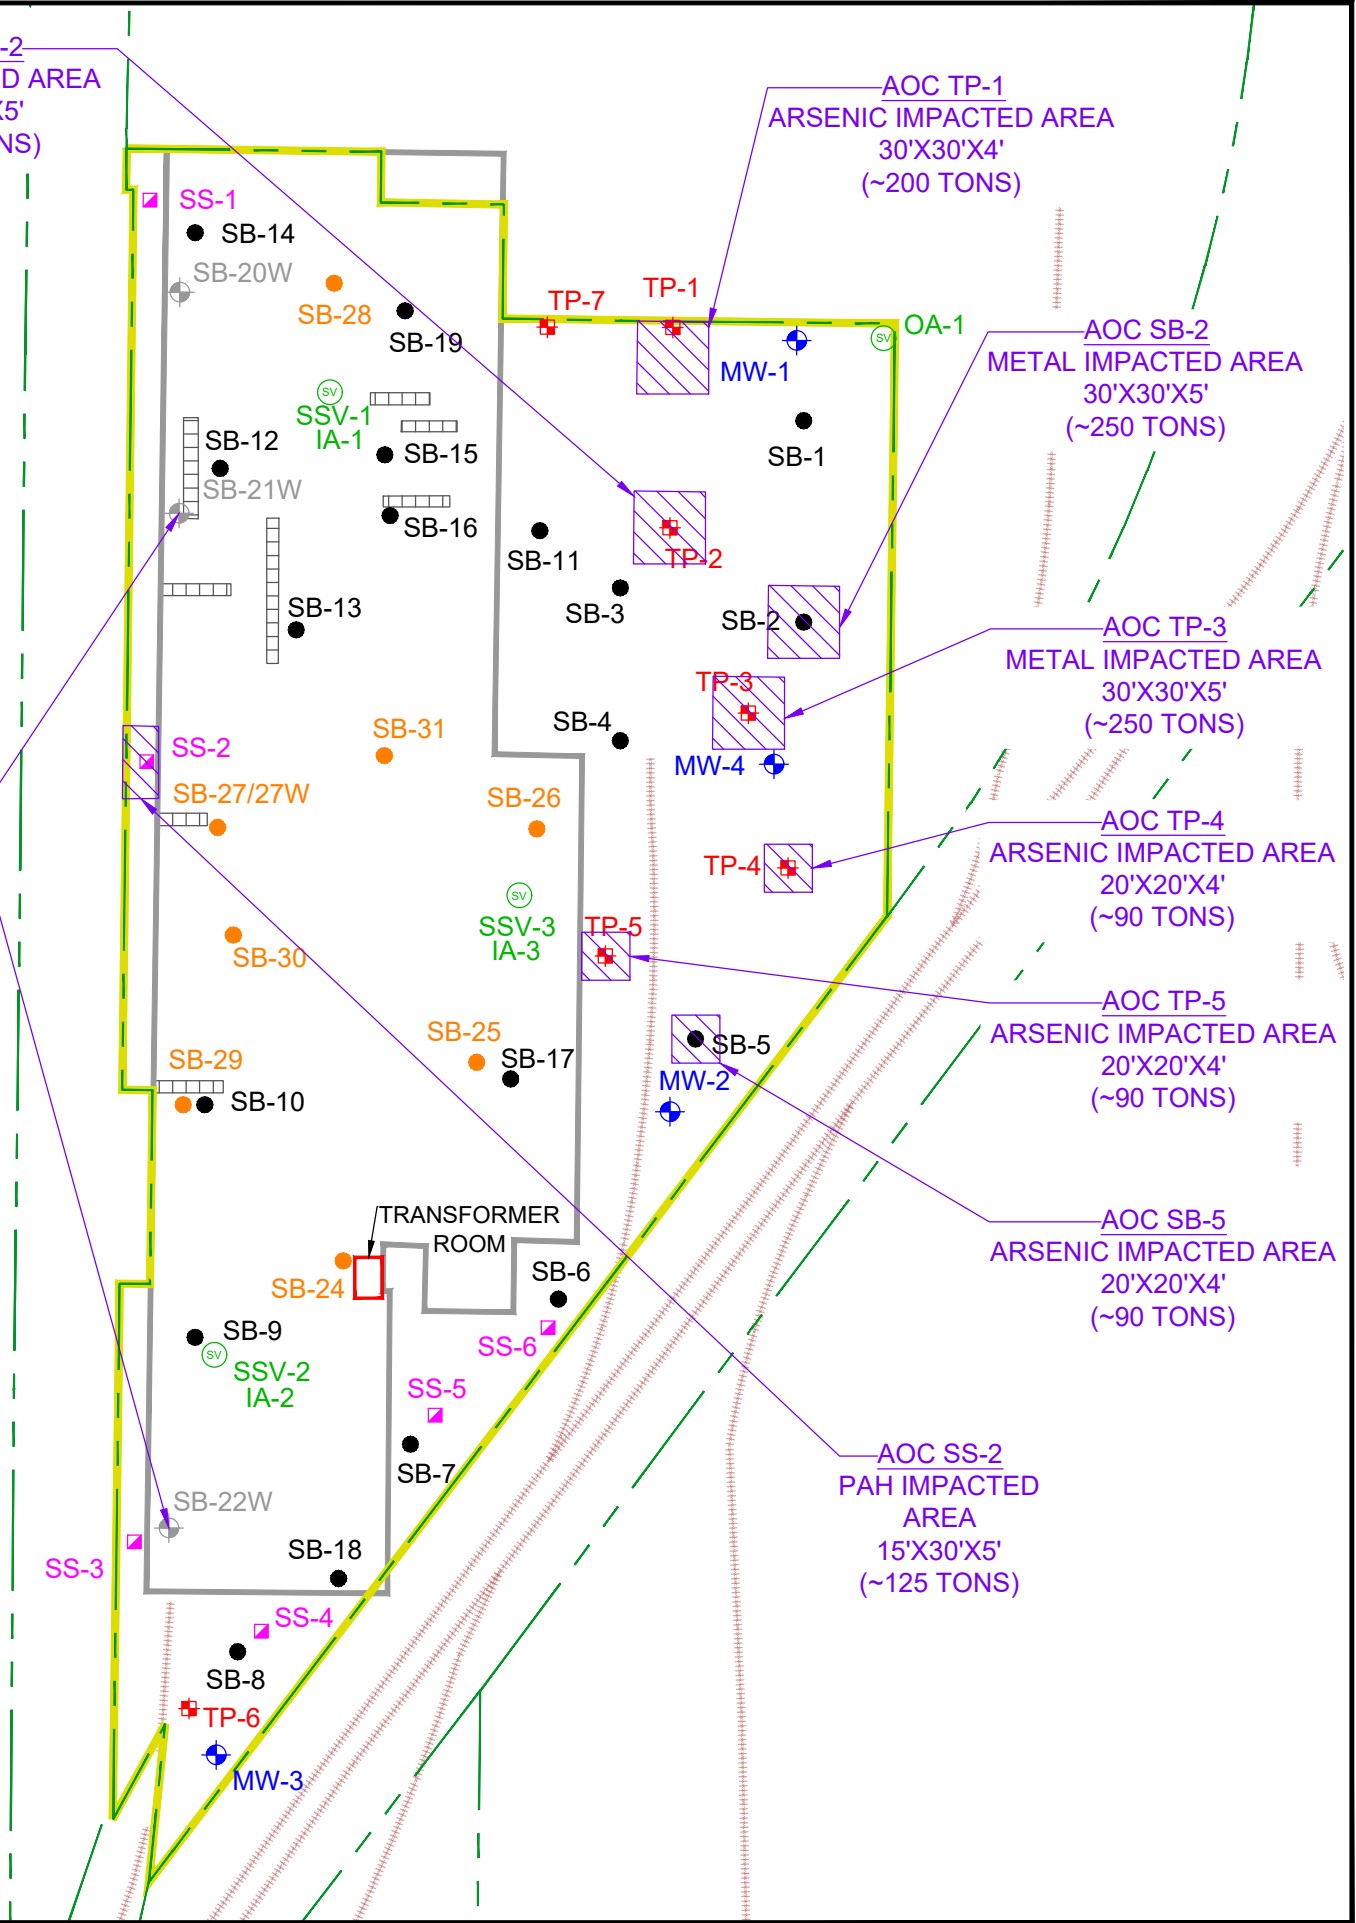 -2
D AREA
X5'
NS)
AOC TP-1
ARSENIC IMPACTED AREA
30'X30'X4'
(~200 TONS)
SS-1
SB-14
SB-20W
SB-28
SB-19
TP-7
TP-1
MW-1
OA-1
SV
AOC SB-2
METAL IMPACTED AREA
30'X30'X5'
(~250 TONS)
SV
SSV-1
IA-1
SB-12
SB-21W
SB-15
SB-16
SB-1
SB-11
TP-2
SB-3
SB-2
SB-13
AOC TP-3
METAL IMPACTED AREA
30'X30'X5'
(~250 TONS)
TP-3
SB-4
SB-31
SS-2
MW-4
SB-27/27W
SB-26
AOC TP-4
ARSENIC IMPACTED AREA
20'X20'X4'
(~90 TONS)
TP-4
SV
SSV-3
IA-3
TP-5
SB-30
AOC TP-5
ARSENIC IMPACTED AREA
20'X20'X4'
(~90 TONS)
SB-25
SB-17
SB-5
MW-2
SB-29
SB-10
TRANSFORMER
ROOM
AOC SB-5
ARSENIC IMPACTED AREA
20'X20'X4'
(~90 TONS)
SB-24
SB-6
SS-6
SB-9
SV
SSV-2
IA-2
SS-5
SB-7
AOC SS-2
PAH IMPACTED
AREA
15'X30'X5'
(~125 TONS)
SB-22W
SS-3
SB-18
SS-4
SB-8
TP-6
MW-3